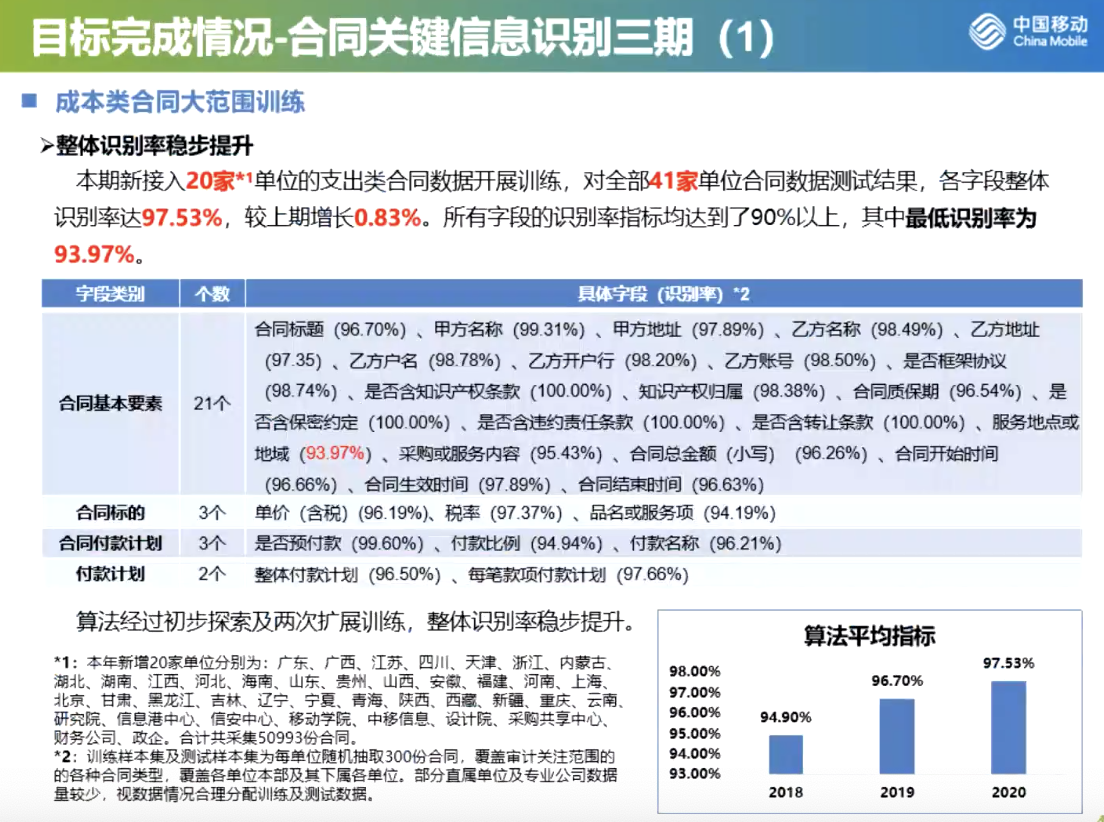 目标完成情况-合同关键信息识别三期（1）
中国移动
China Mobile
■ 成本类合同大范围训练
➢整体识别率稳步提升
本期新接入20家*1单位的支出类合同数据开展训练，对全部41家单位合同数据测试结果，各字段整体
识别率达97.53%，较上期增长0.83%。所有字段的识别率指标均达到了90%以上，其中最低识别率为
93.97%。
字段类别 个数 具体字段（识别率）*2
合同标题（96.70%）、甲方名称（99.31%）、甲方地址（97.89%）、乙方名称（98.49%）、乙方地址
（97.35）、乙方户名（98.78%）、乙方开户行（98.20%）、乙方账号（98.50%）、是否框架协议
（98.74%）、是否含知识产权条款（100.00%）、知识产权归属（98.38%）、合同质保期（96.54%）、是
合同基本要素 21个
否含保密约定（100.00%）、是否含违约责任条款（100.00%）、是否含转让条款（100.00%）、服务地点或
地域（93.97%）、采购或服务内容（95.43%）、合同总金额（小写）（96.26%）、合同开始时间
（96.66%）、合同生效时间（97.89%）、合同结束时间（96.63%）
合同标的 3个 单价（含税）（96.19%）、税率（97.37%）、品名或服务项（94.19%）
合同付款计划 3个 是否预付款（99.60%）、付款比例（94.94%）、付款名称（96.21%）
付款计划 2个 整体付款计划（96.50%）、每笔款项付款计划（97.66%）
算法经过初步探索及两次扩展训练，整体识别率稳步提升。
*1：本年新增20家单位分别为：广东、广西、江苏、四川、天津、浙江、内蒙古、
湖北、湖南、江西、河北、海南、山东、贵州、山西、安徽、福建、河南、上海、
北京、甘肃、黑龙江、吉林、辽宁、宁夏、青海、陕西、西藏、新疆、重庆、云南、
研究院、信息港中心、信安中心、移动学院、中移信息、设计院、采购共享中心、
财务公司、政企。合计共采集50993份合同。
*2：训练样本集及测试样本集为每单位随机抽取300份合同，覆盖审计关注范围的
的各种合同类型，覆盖各单位本部及其下属各单位。部分直属单位及专业公司数据
量较少，视数据情况合理分配训练及测试数据。
算法平均指标
98.00%
97.00%
96.00%
95.00%
94.00%
93.00%
94.90%
96.70%
97.53%
2018 2019 2020